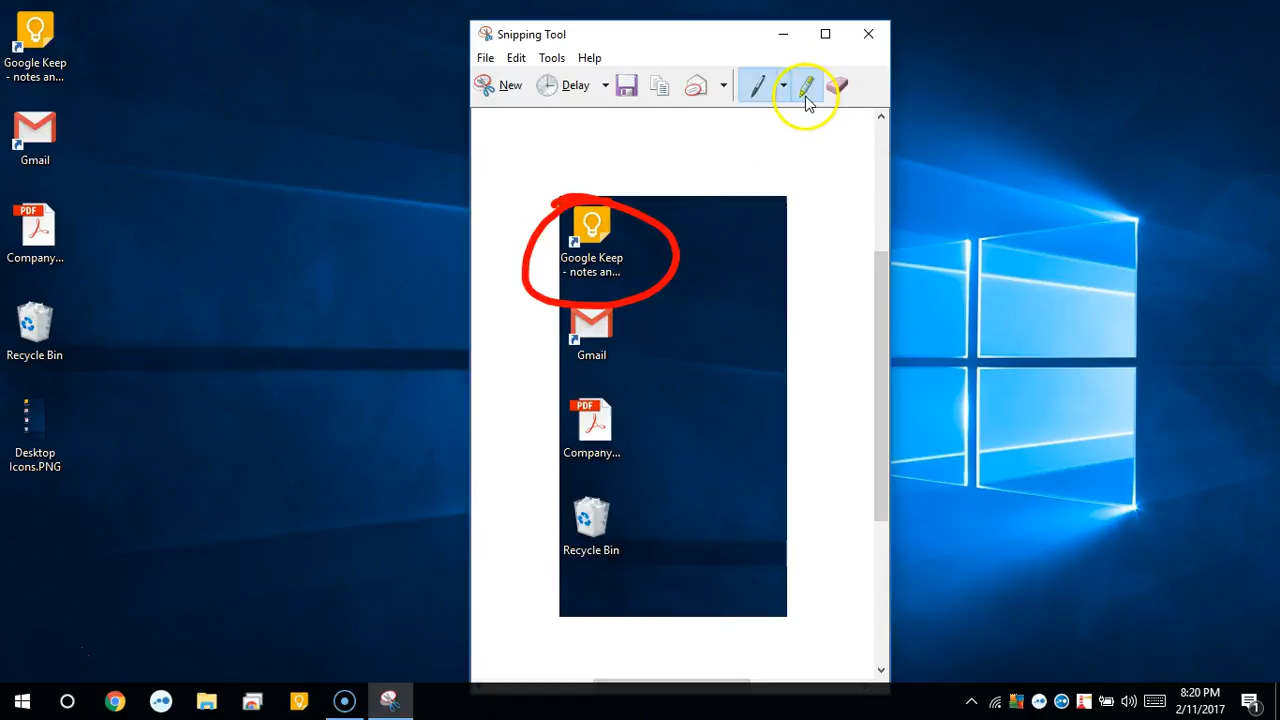 Google Keep
- notes an...
Gmail
PDF
Company...
Recycle Bin
Desktop
Icons.PNG
Snipping Tool
File Edit Tools Help
New Delay
Google Keep
- notes an...
Gmail
PDF
Company...
Recycle Bin
8:20 PM
2/11/2017
1